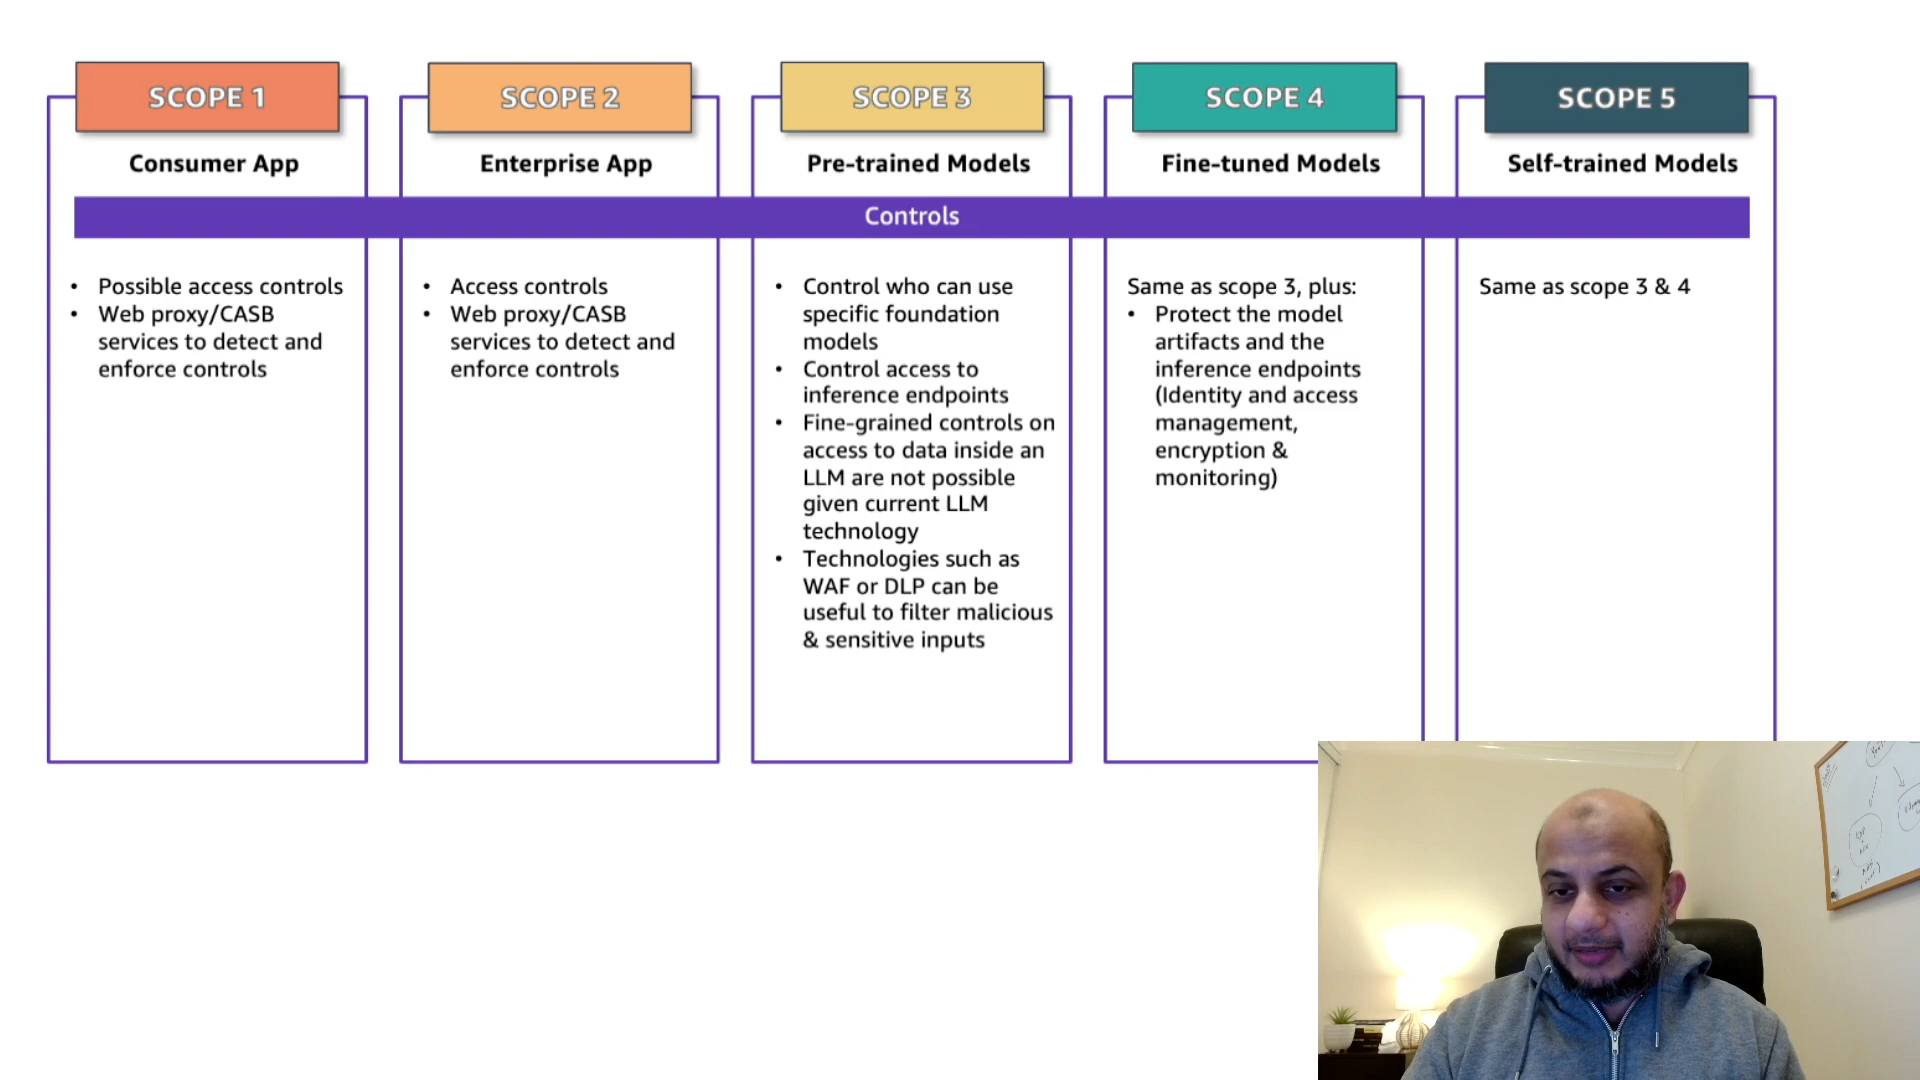 SCOPE 1
Consumer App
SCOPE 2
Enterprise App
SCOPE 3
Pre-trained Models
SCOPE 4
Fine-tuned Models
SCOPE 5
Self-trained Models
Controls
• Possible access controls
• Web proxy/CASB
services to detect and
enforce controls
• Access controls
• Web proxy/CASB
services to detect and
enforce controls
• Control who can use
specific foundation
models
• Control access to
inference endpoints
• Fine-grained controls on
access to data inside an
LLM are not possible
given current LLM
technology
• Technologies such as
WAF or DLP can be
useful to filter malicious
& sensitive inputs
Same as scope 3, plus:
• Protect the model
artifacts and the
inference endpoints
(Identity and access
management,
encryption &
monitoring)
Same as scope 3 & 4